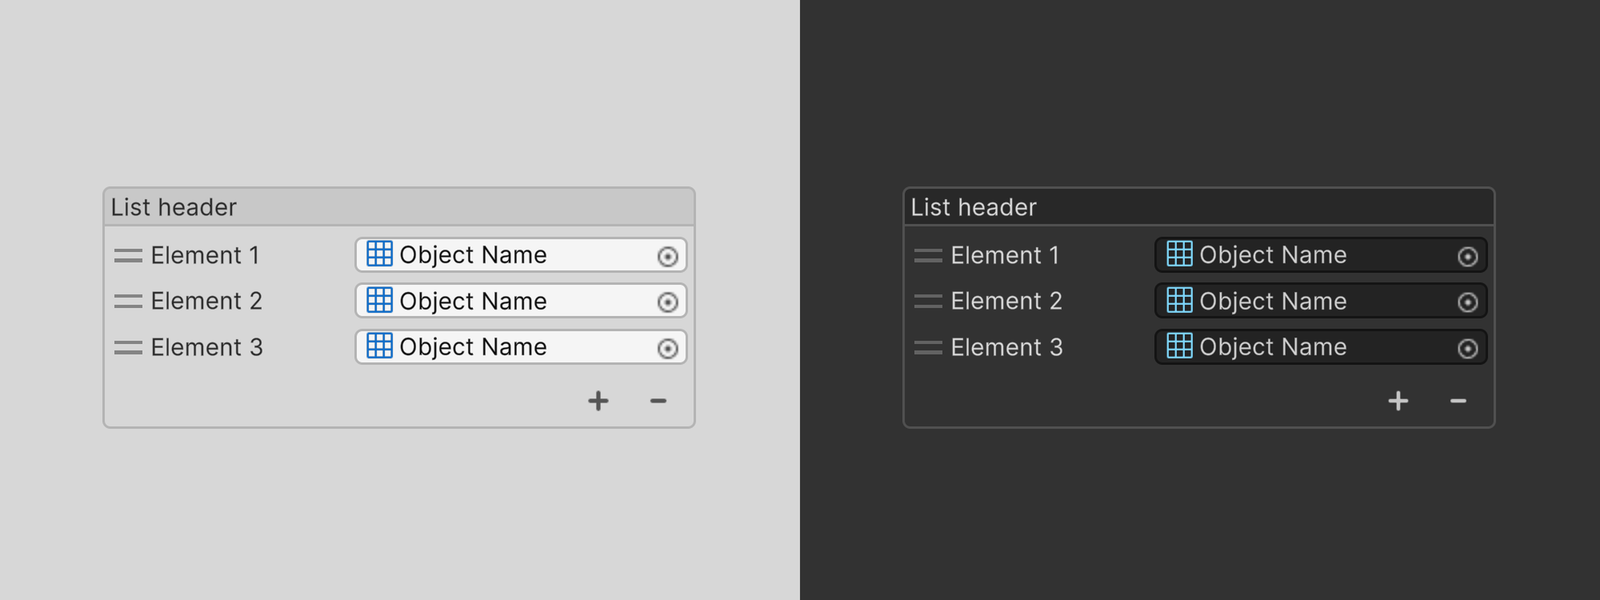 List header
Element 1 Object Name
Element 2 Object Name
Element 3 Object Name
+ −
List header
Element 1 Object Name
Element 2 Object Name
Element 3 Object Name
+ −